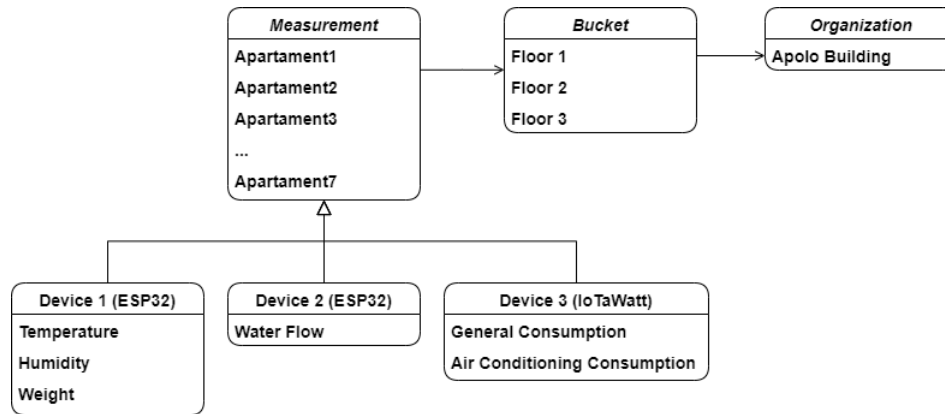 Measurement
Apartament1
Apartament2
Apartament3
...
Apartament7
Bucket
Floor 1
Floor 2
Floor 3
Organization
Apolo Building
Device 1 (ESP32)
Temperature
Humidity
Weight
Device 2 (ESP32)
Water Flow
Device 3 (IoTaWatt)
General Consumption
Air Conditioning Consumption